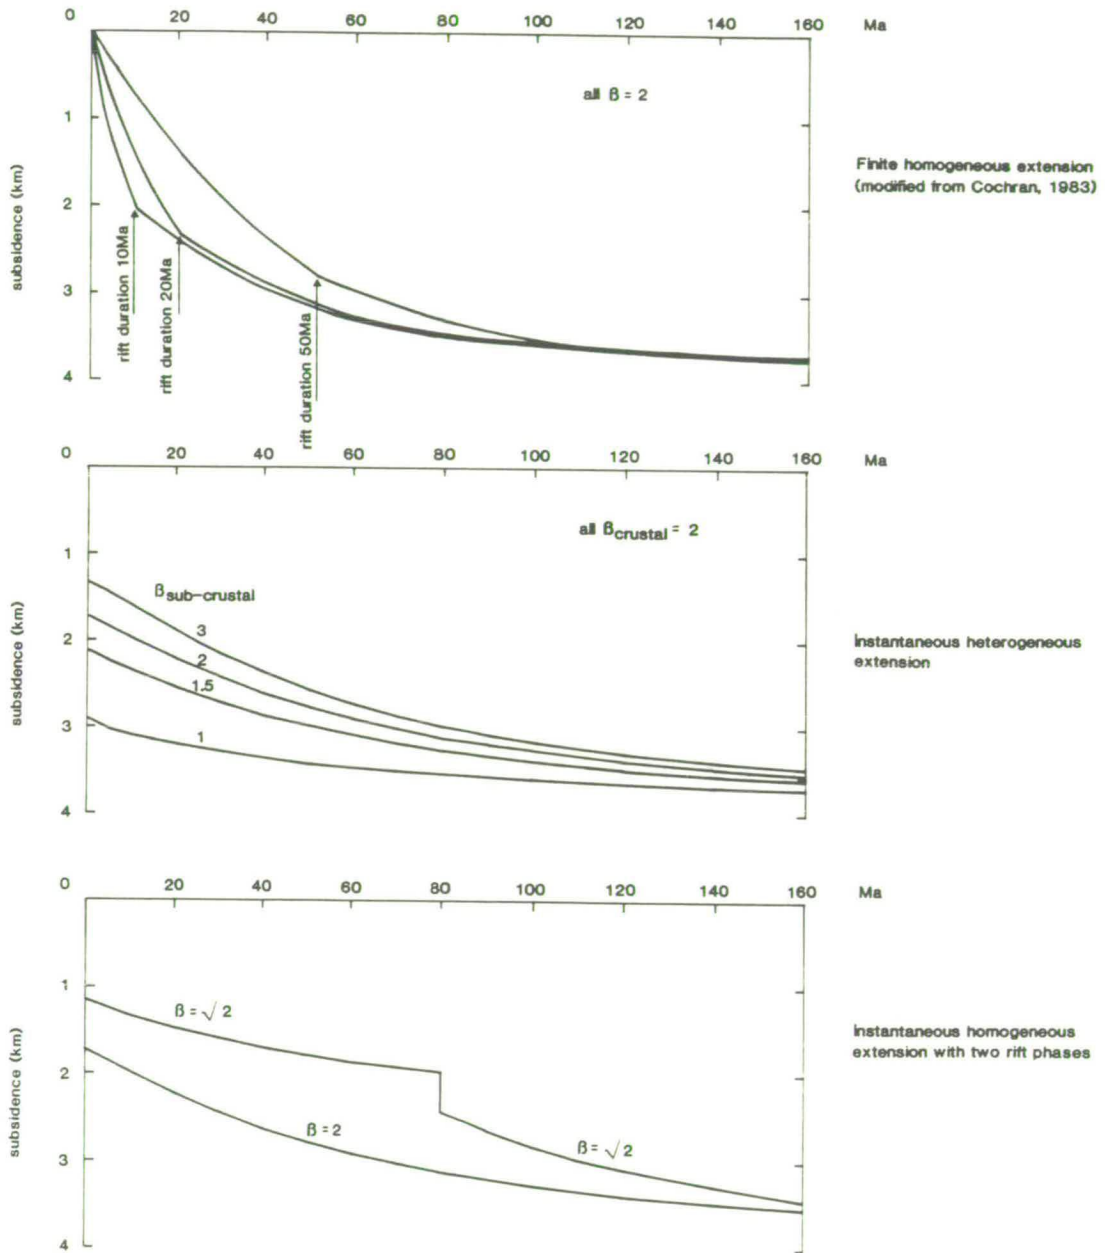 0 20 40 60 80 100 120 140 160 Ma
all β = 2
1
2
3
4
subsidence (km)
rift duration 10Ma
rift duration 20Ma
rift duration 50Ma
Finite homogeneous extension
(modified from Cochran, 1983)
0 20 40 60 80 100 120 140 160 Ma
all βcrustal = 2
1
2
3
4
subsidence (km)
βsub-crustal
3
2
1.5
1
Instantaneous heterogeneous
extension
0 20 40 60 80 100 120 140 160 Ma
1
2
3
4
subsidence (km)
β = √2
β = 2
β = √2
Instantaneous homogeneous
extension with two rift phases